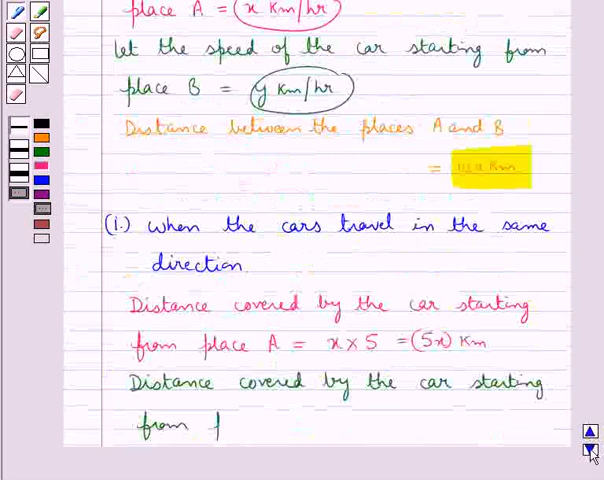 place A = x Km/hr
Let the speed of the car starting from
place B = y Km/hr
Distance between the places A and B
= Km
(i.) when the cars travel in the same
direction
Distance covered by the car starting
from place A = x × 5 = (5x) Km
Distance covered by the car starting
from